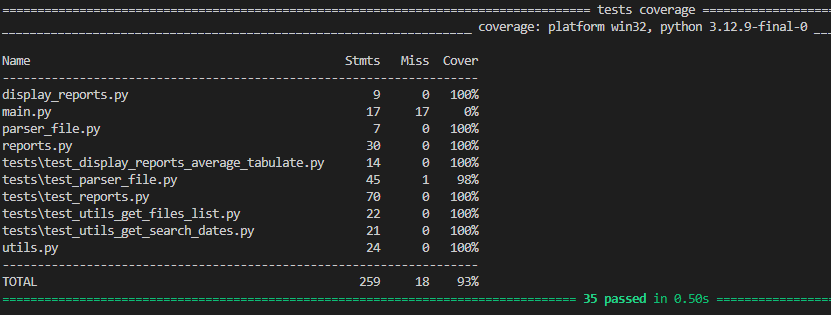 ==================================================================================== tests coverage ====================
___________________________________________________________________ coverage: platform win32, python 3.12.9-final-0 ___
Name                                           Stmts   Miss  Cover
--------------------------------------------------------------------
display_reports.py                                 9      0   100%
main.py                                           17     17     0%
parser_file.py                                     7      0   100%
reports.py                                        30      0   100%
tests\test_display_reports_average_tabulate.py    14      0   100%
tests\test_parser_file.py                         45      1    98%
tests\test_reports.py                             70      0   100%
tests\test_utils_get_files_list.py                22      0   100%
tests\test_utils_get_search_dates.py              21      0   100%
utils.py                                          24      0   100%
--------------------------------------------------------------------
TOTAL                                            259     18    93%
================================================================================== 35 passed in 0.50s ==================